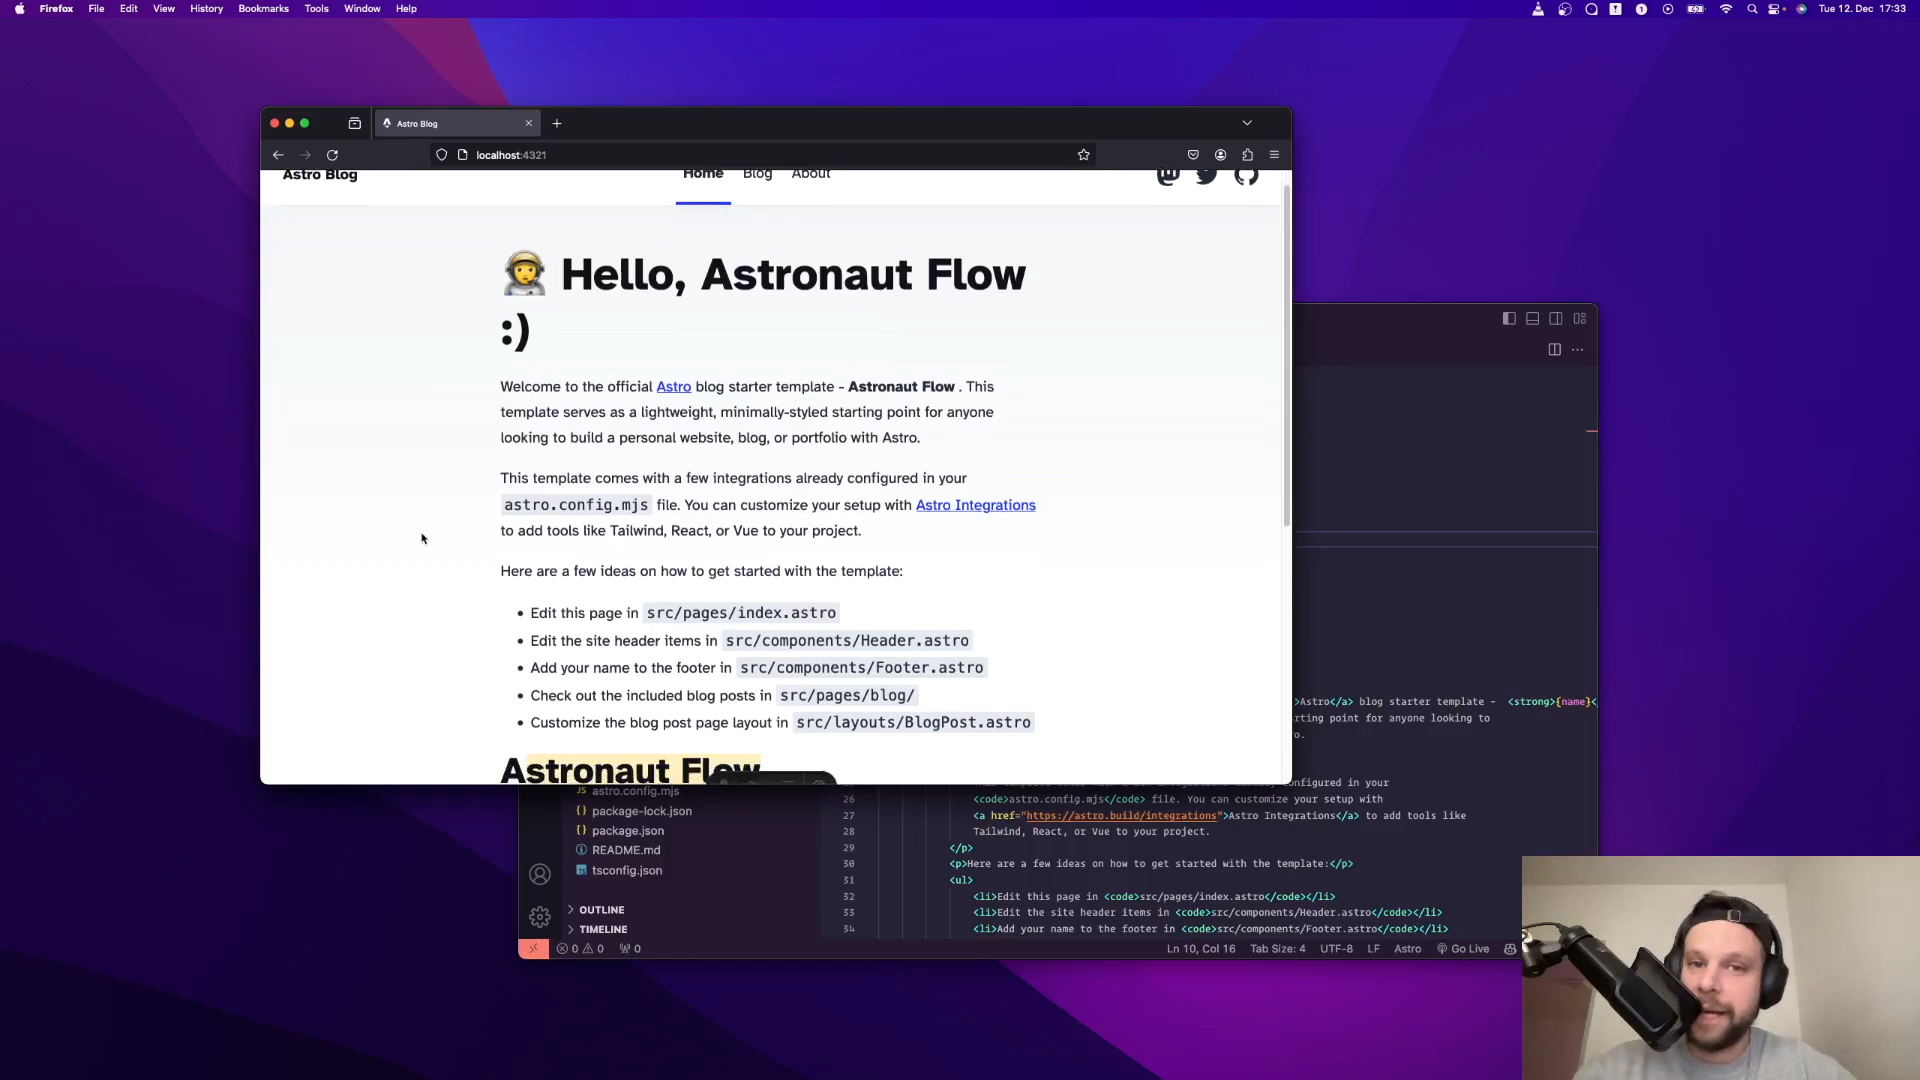 Firefox File Edit View History Bookmarks Tools Window Help
Tue 12. Dec 17:33
Astro Blog
localhost:4321
Astro Blog
Home Blog About
Hello, Astronaut Flow
:)
Welcome to the official Astro blog starter template - Astronaut Flow . This
template serves as a lightweight, minimally-styled starting point for anyone
looking to build a personal website, blog, or portfolio with Astro.
This template comes with a few integrations already configured in your
astro.config.mjs file. You can customize your setup with Astro Integrations
to add tools like Tailwind, React, or Vue to your project.
Here are a few ideas on how to get started with the template:
Edit this page in src/pages/index.astro
Edit the site header items in src/components/Header.astro
Add your name to the footer in src/components/Footer.astro
Check out the included blog posts in src/pages/blog/
Customize the blog post page layout in src/layouts/BlogPost.astro
Astronaut Flow
>Astro</a> blog starter template - <strong>{name}<
rting point for anyone looking to
o.
nfigured in your
JS astro.config.mjs
{} package-lock.json
{} package.json
README.md
tsconfig.json
OUTLINE
TIMELINE
26 <code>astro.config.mjs</code> file. You can customize your setup with
27 <a href="https://astro.build/integrations">Astro Integrations</a> to add tools like
28 Tailwind, React, or Vue to your project.
29 </p>
30 <p>Here are a few ideas on how to get started with the template:</p>
31 <ul>
32 <li>Edit this page in <code>src/pages/index.astro</code></li>
33 <li>Edit the site header items in <code>src/components/Header.astro</code></li>
34 <li>Add your name to the footer in <code>src/components/Footer.astro</code></li>
0 0 0 Ln 10, Col 16 Tab Size: 4 UTF-8 LF Astro Go Live